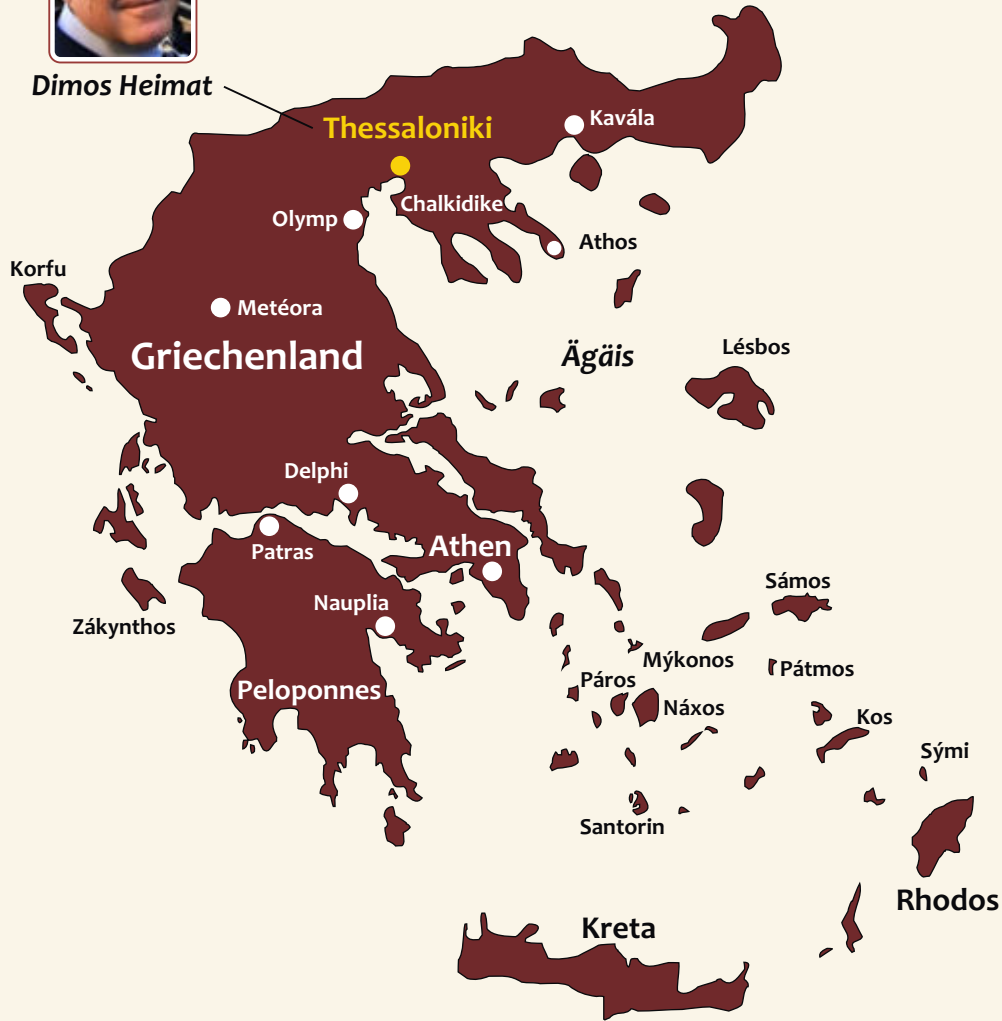 Dimos Heimat
Thessaloniki
Kavála
Chalkidike
Olymp
Athos
Korfu
Metéora
Griechenland
Ägäis
Lésbos
Delphi
Patras
Athen
Sámos
Nauplia
Zákynthos
Mýkonos
Pátmos
Páros
Peloponnes
Náxos
Kos
Sými
Santorin
Rhodos
Kreta